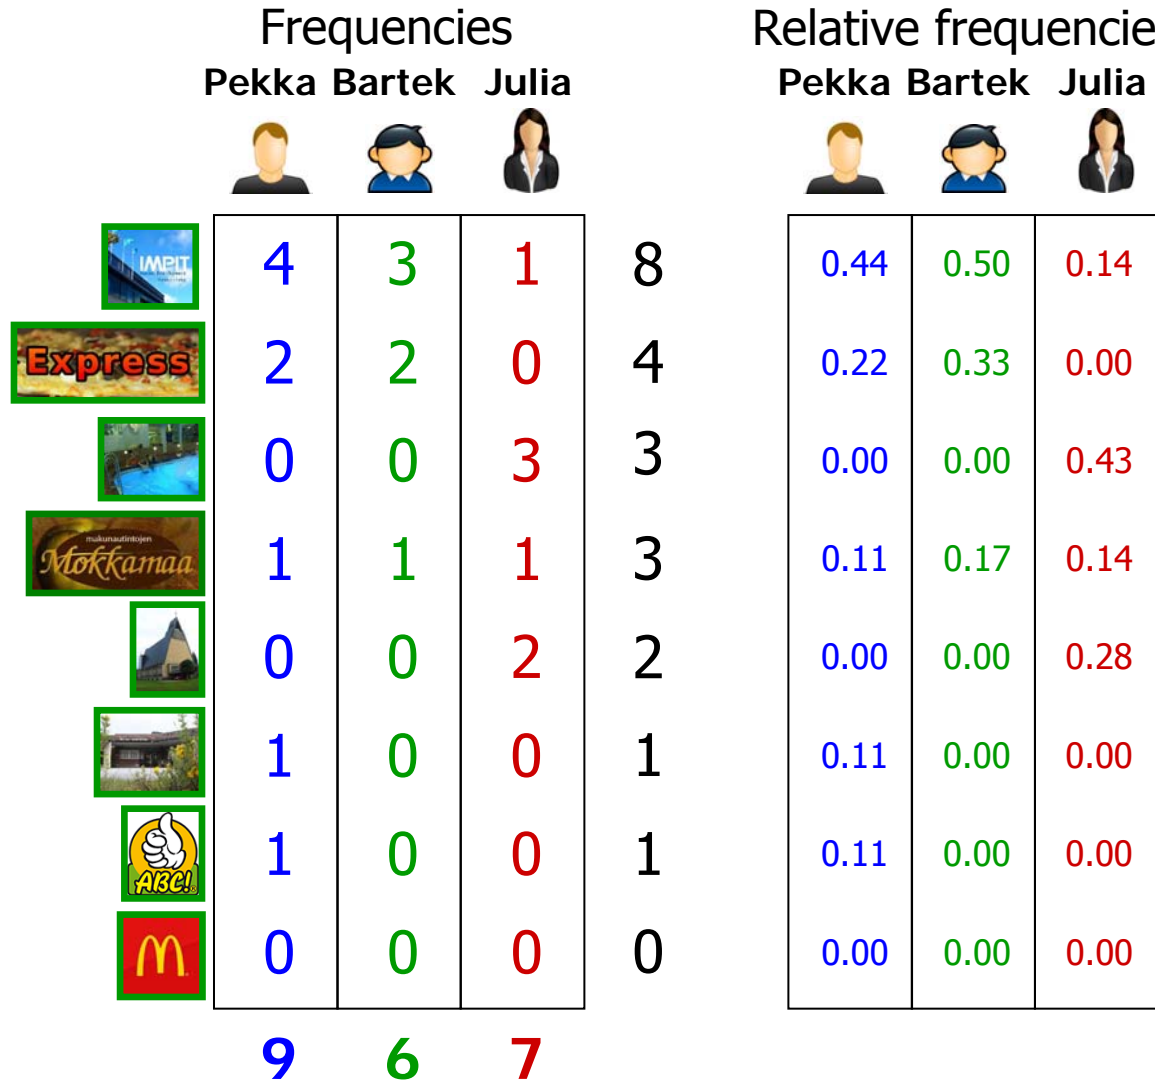 Frequencies Relative frequencie
Pekka Bartek Julia Pekka Bartek Julia
IMPIT 4 3 1 8 0.44 0.50 0.14
Express 2 2 0 4 0.22 0.33 0.00
0 0 3 3 0.00 0.00 0.43
makunautintojen
Mokkamaa 1 1 1 3 0.11 0.17 0.14
0 0 2 2 0.00 0.00 0.28
1 0 0 1 0.11 0.00 0.00
ABC! 1 0 0 1 0.11 0.00 0.00
M 0 0 0 0 0.00 0.00 0.00
9 6 7